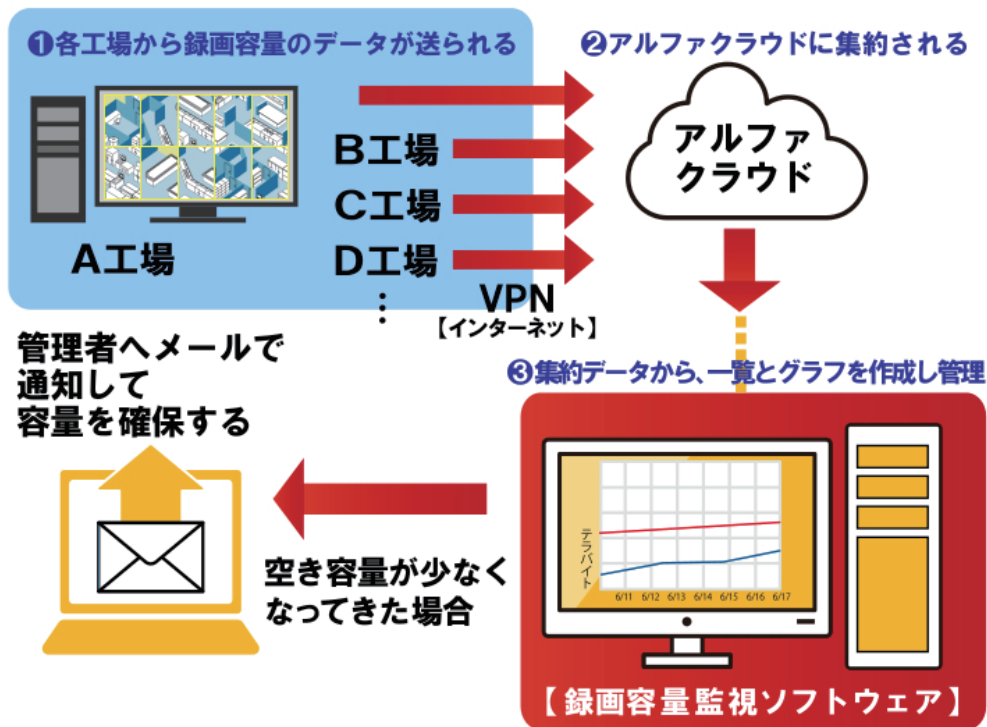 ❶各工場から録画容量のデータが送られる
❷アルファクラウドに集約される
アルファ
クラウド
B工場
C工場
A工場
D工場
⋮
VPN
【インターネット】
管理者へメールで
通知して
容量を確保する
❸集約データから、一覧とグラフを作成し管理
テラバイト
6/11 6/12 6/13 6/14 6/15 6/16 6/17
空き容量が少なく
なってきた場合
【録画容量監視ソフトウェア】